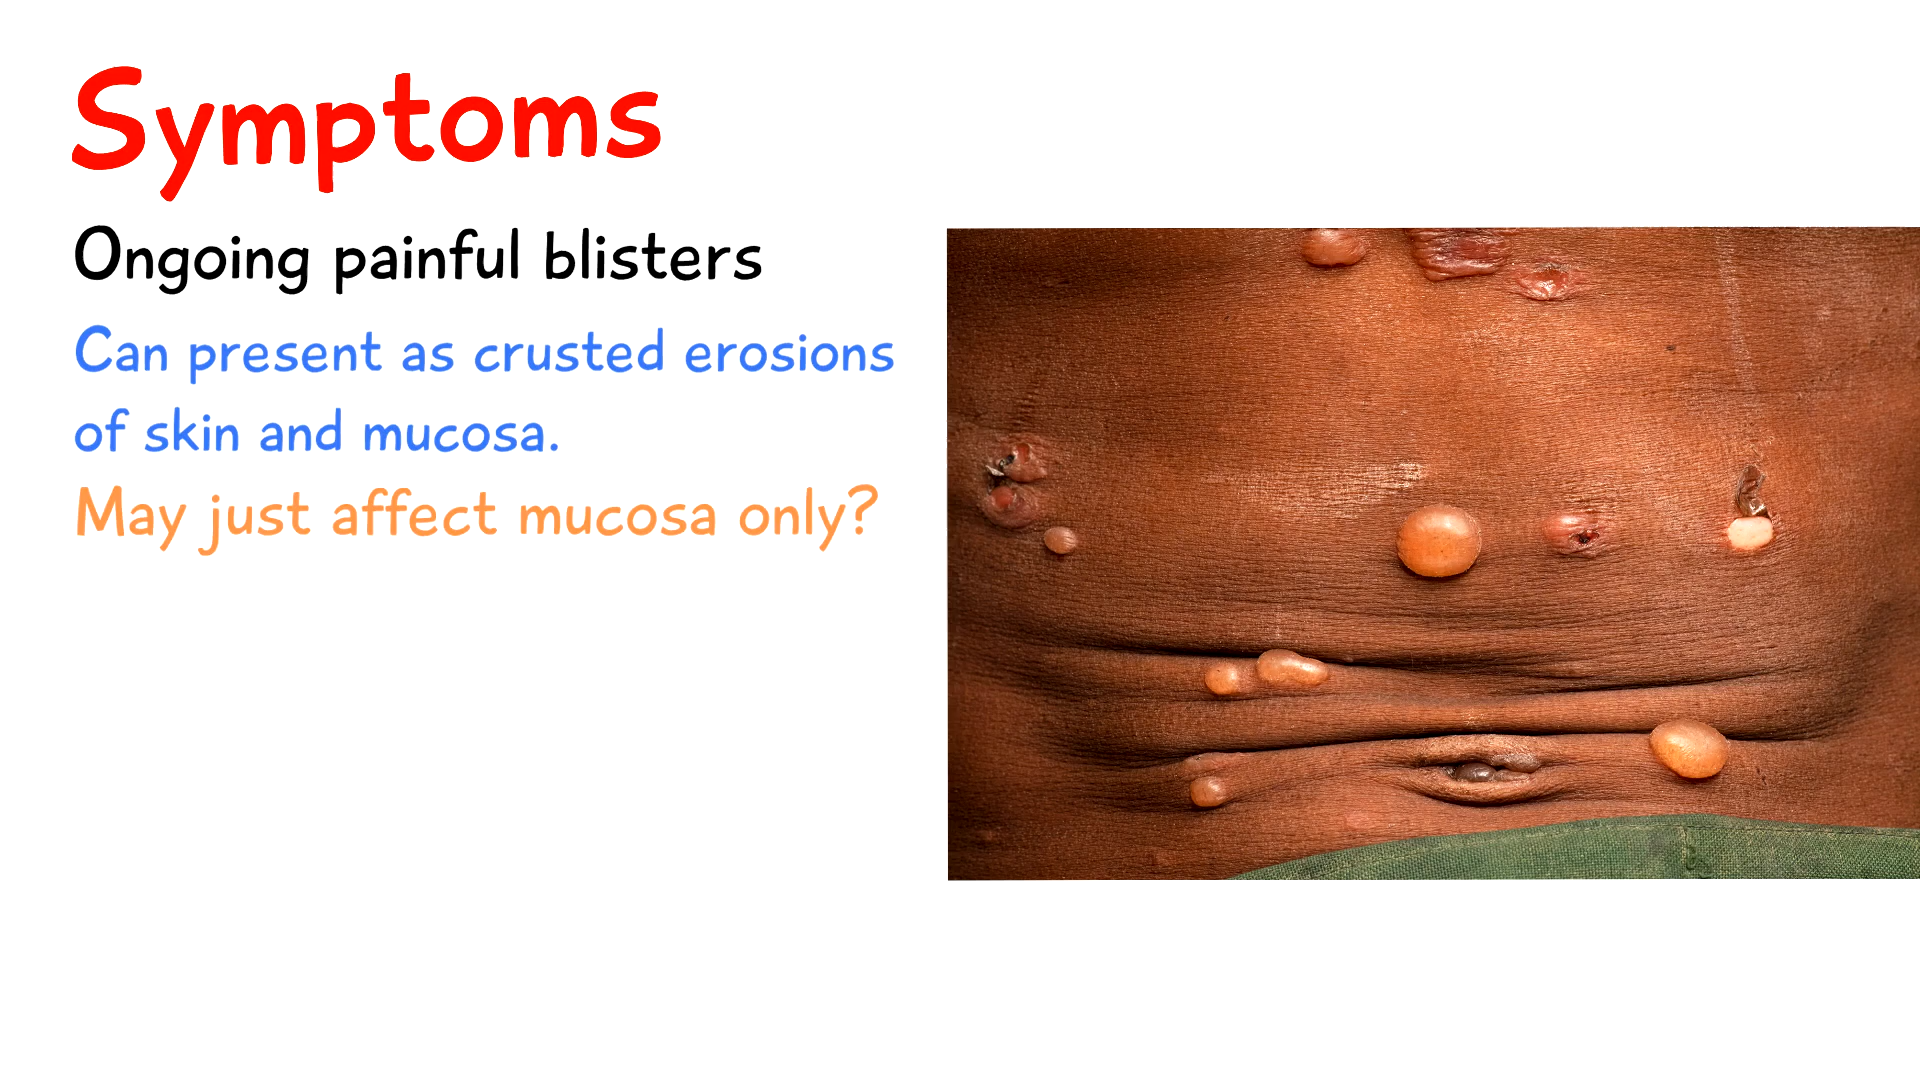 Symptoms
Ongoing painful blisters
Can present as crusted erosions
of skin and mucosa.
May just affect mucosa only?